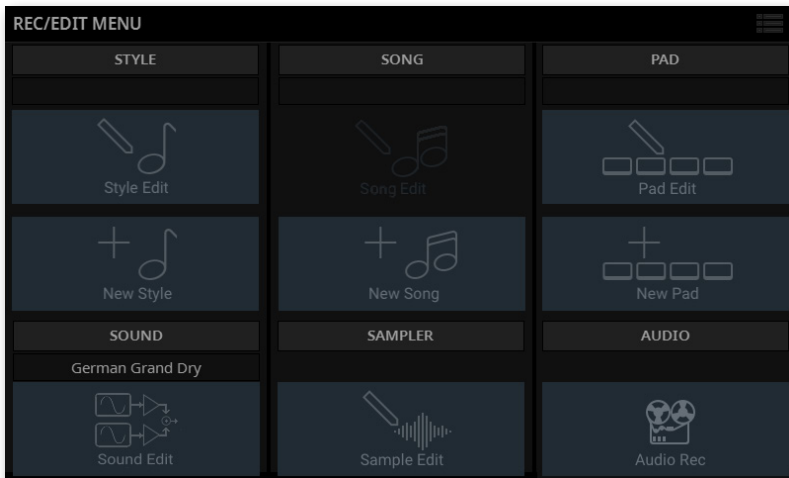 REC/EDIT MENU
STYLE
SONG
PAD
Style Edit
Song Edit
Pad Edit
New Style
New Song
New Pad
SOUND
SAMPLER
AUDIO
German Grand Dry
Sound Edit
Sample Edit
Audio Rec